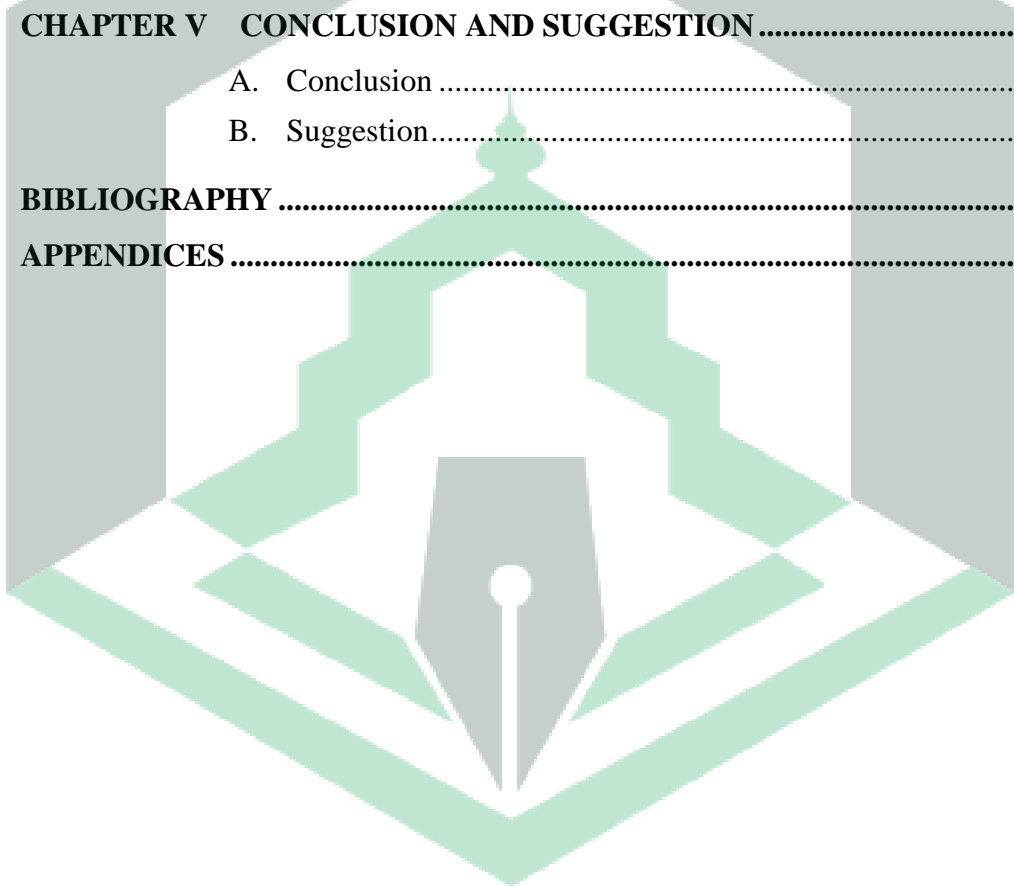 CHAPTER V CONCLUSION AND SUGGESTION ................................
A. Conclusion ........................................................................
B. Suggestion.........................................................................
BIBLIOGRAPHY ............................................................................................
APPENDICES ..................................................................................................